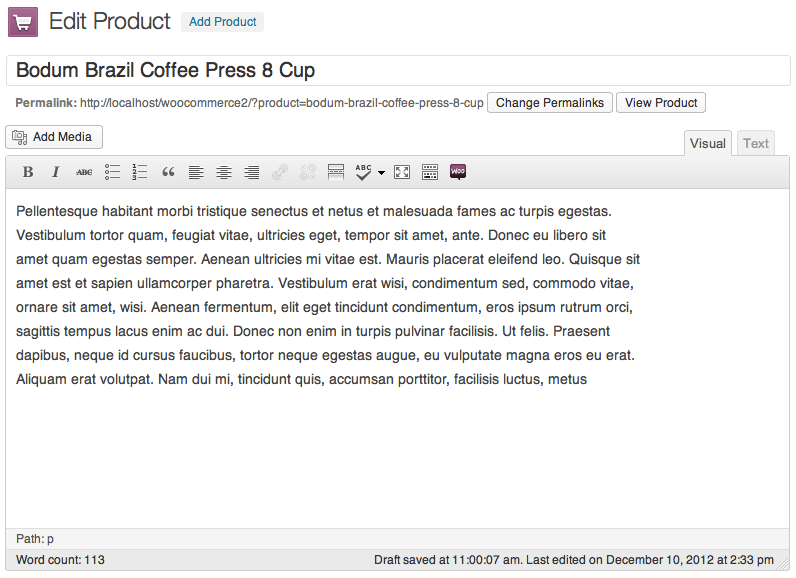 Edit Product Add Product
Bodum Brazil Coffee Press 8 Cup
Permalink: http://localhost/woocommerce2/?product=bodum-brazil-coffee-press-8-cup Change Permalinks View Product
Add Media
Visual Text
B I ABC 1 2 3 “ ABC WOO
Pellentesque habitant morbi tristique senectus et netus et malesuada fames ac turpis egestas.
Vestibulum tortor quam, feugiat vitae, ultricies eget, tempor sit amet, ante. Donec eu libero sit
amet quam egestas semper. Aenean ultricies mi vitae est. Mauris placerat eleifend leo. Quisque sit
amet est et sapien ullamcorper pharetra. Vestibulum erat wisi, condimentum sed, commodo vitae,
ornare sit amet, wisi. Aenean fermentum, elit eget tincidunt condimentum, eros ipsum rutrum orci,
sagittis tempus lacus enim ac dui. Donec non enim in turpis pulvinar facilisis. Ut felis. Praesent
dapibus, neque id cursus faucibus, tortor neque egestas augue, eu vulputate magna eros eu erat.
Aliquam erat volutpat. Nam dui mi, tincidunt quis, accumsan porttitor, facilisis luctus, metus
Path: p
Word count: 113 Draft saved at 11:00:07 am. Last edited on December 10, 2012 at 2:33 pm